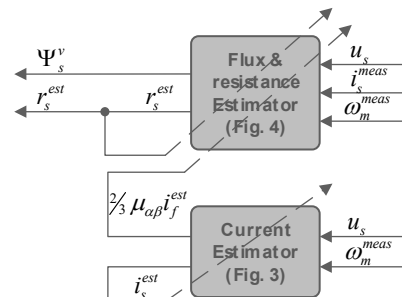 Ψ_s^v
r_s^est
r_s^est
Flux &
resistance
Estimator
(Fig. 4)
u_s
i_s^meas
ω_m^meas
2/3 μ_αβ i_f^est
Current
Estimator
(Fig. 3)
u_s
ω_m^meas
i_s^est